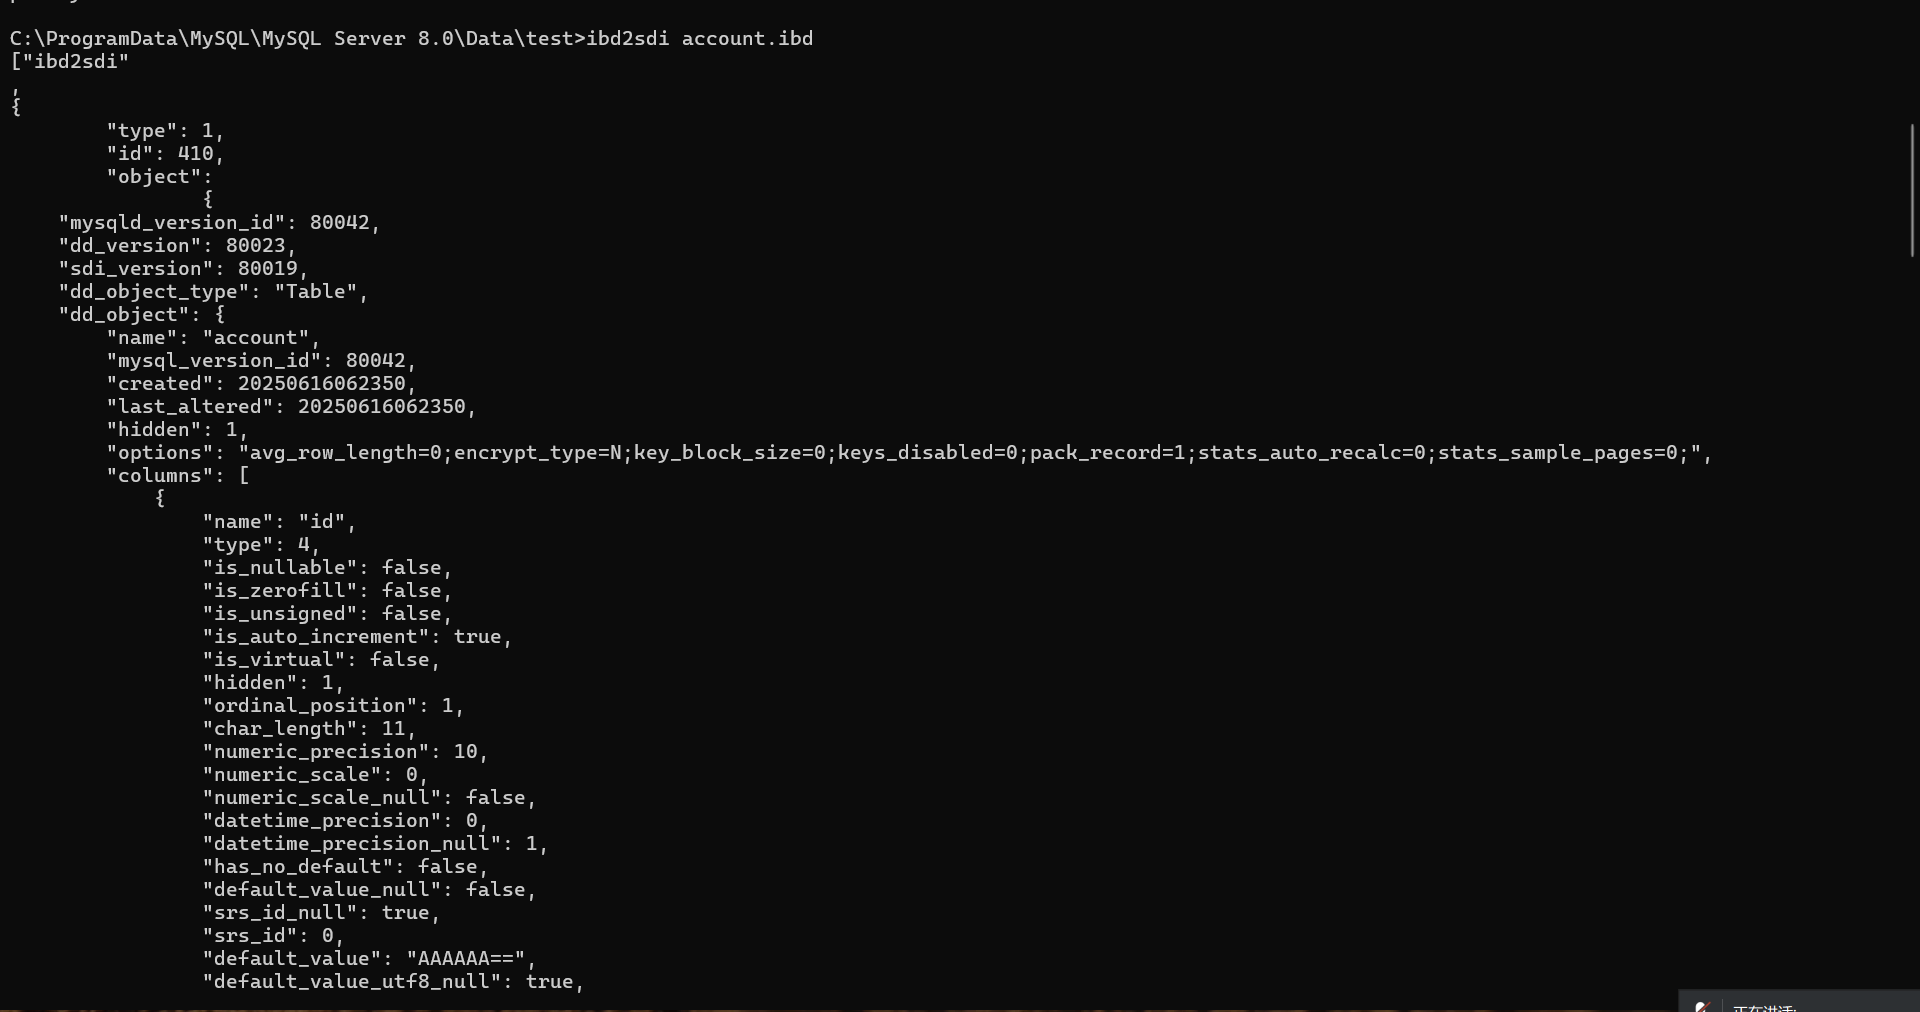 C:\ProgramData\MySQL\MySQL Server 8.0\Data\test>ibd2sdi account.ibd
["ibd2sdi"
,
{
        "type": 1,
        "id": 410,
        "object":
                {
    "mysqld_version_id": 80042,
    "dd_version": 80023,
    "sdi_version": 80019,
    "dd_object_type": "Table",
    "dd_object": {
        "name": "account",
        "mysql_version_id": 80042,
        "created": 20250616062350,
        "last_altered": 20250616062350,
        "hidden": 1,
        "options": "avg_row_length=0;encrypt_type=N;key_block_size=0;keys_disabled=0;pack_record=1;stats_auto_recalc=0;stats_sample_pages=0;",
        "columns": [
            {
                "name": "id",
                "type": 4,
                "is_nullable": false,
                "is_zerofill": false,
                "is_unsigned": false,
                "is_auto_increment": true,
                "is_virtual": false,
                "hidden": 1,
                "ordinal_position": 1,
                "char_length": 11,
                "numeric_precision": 10,
                "numeric_scale": 0,
                "numeric_scale_null": false,
                "datetime_precision": 0,
                "datetime_precision_null": 1,
                "has_no_default": false,
                "default_value_null": false,
                "srs_id_null": true,
                "srs_id": 0,
                "default_value": "AAAAAA==",
                "default_value_utf8_null": true,
正在讲话: